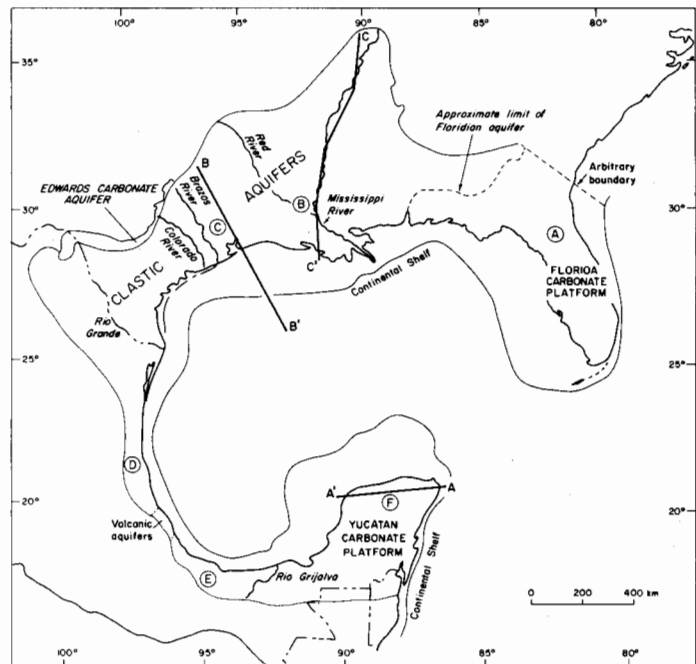 100°
95°
90°
85°
80°
35°
C
Approximate limit of
Floridian aquifer
Red
River
AQUIFERS
B
Brazos
River
Arbitrary
boundary
EDWARDS CARBONATE
AQUIFER
B
Mississippi
River
30°
30°
C
A
Colorado
River
C'
FLORIDA
CARBONATE
PLATFORM
Continental Shelf
CLASTIC
B'
Rio
Grande
25°
25°
D
A'
A
F
20°
20°
Volcanic
aquifers
YUCATAN
CARBONATE
PLATFORM
E
Rio Grijalva
Continental Shelf
0
200
400 km
100°
95°
90°
85°
80°